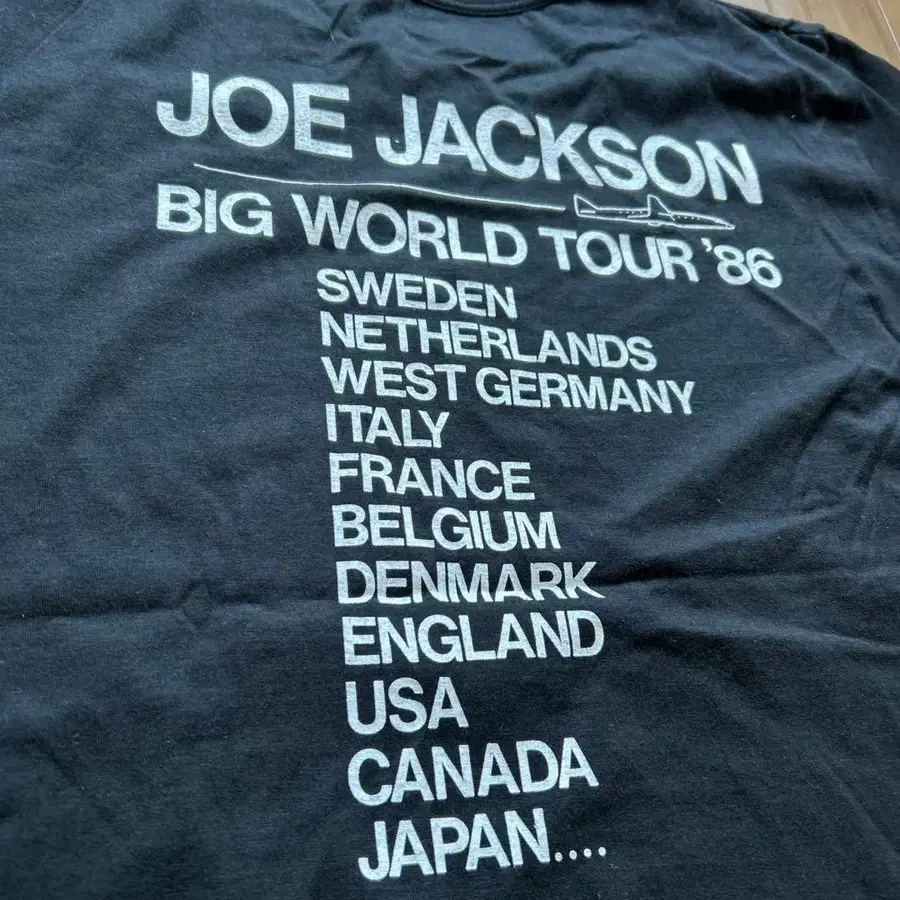 JOE JACKSON
BIG WORLD TOUR '86
SWEDEN
NETHERLANDS
WEST GERMANY
ITALY
FRANCE
BELGIUM
DENMARK
ENGLAND
USA
CANADA
JAPAN....